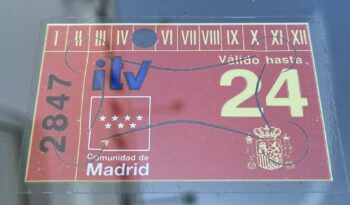 I II III IV VI VII VIII IX X XI XII
2847
itv
Válido hasta
24
Comunidad de
Madrid